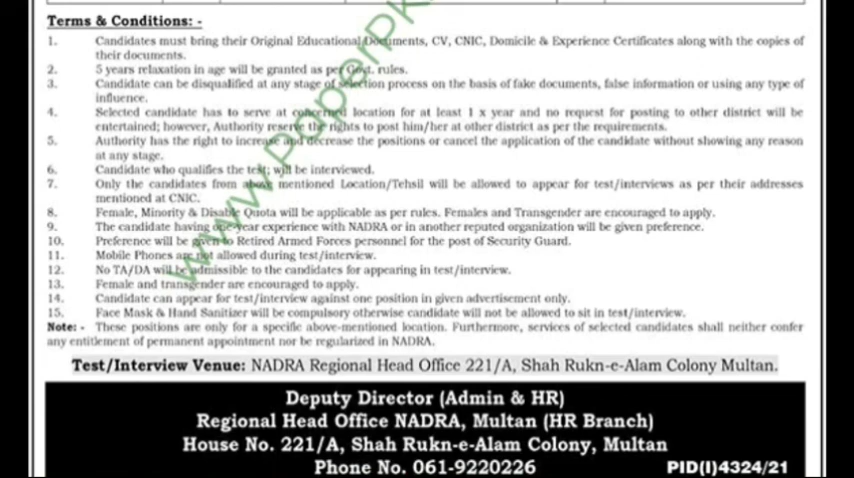 Terms & Conditions: -
1. Candidates must bring their Original Educational Documents, CV, CNIC, Domicile & Experience Certificates along with the copies of
their documents.
2. 5 years relaxation in age will be granted as per Govt. rules.
3. Candidate can be disqualified at any stage of selection process on the basis of fake documents, false information or using any type of
influence.
4. Selected candidate has to serve at concerned location for at least 1 x year and no request for posting to other district will be
entertained; however, Authority reserve the rights to post him/her at other district as per the requirements.
5. Authority has the right to increase and decrease the positions or cancel the application of the candidate without showing any reason
at any stage.
6. Candidate who qualifies the test; will be interviewed.
7. Only the candidates from above mentioned Location/Tehsil will be allowed to appear for test/interviews as per their addresses
mentioned at CNIC.
8. Female, Minority & Disable Quota will be applicable as per rules. Females and Transgender are encouraged to apply.
9. The candidate having one-year experience with NADRA or in another reputed organization will be given preference.
10. Preference will be given to Retired Armed Forces personnel for the post of Security Guard.
11. Mobile Phones are not allowed during test/interview.
12. No TA/DA will be admissible to the candidates for appearing in test/interview.
13. Female and transgender are encouraged to apply.
14. Candidate can appear for test/interview against one position in given advertisement only.
15. Face Mask & Hand Sanitizer will be compulsory otherwise candidate will not be allowed to sit in test/interview.
Note: - These positions are only for a specific above-mentioned location. Furthermore, services of selected candidates shall neither confer
any entitlement of permanent appointment nor be regularized in NADRA.
Test/Interview Venue: NADRA Regional Head Office 221/A, Shah Rukn-e-Alam Colony Multan.
Deputy Director (Admin & HR)
Regional Head Office NADRA, Multan (HR Branch)
House No. 221/A, Shah Rukn-e-Alam Colony, Multan
Phone No. 061-9220226 PID(I)4324/21
www.PaperPk